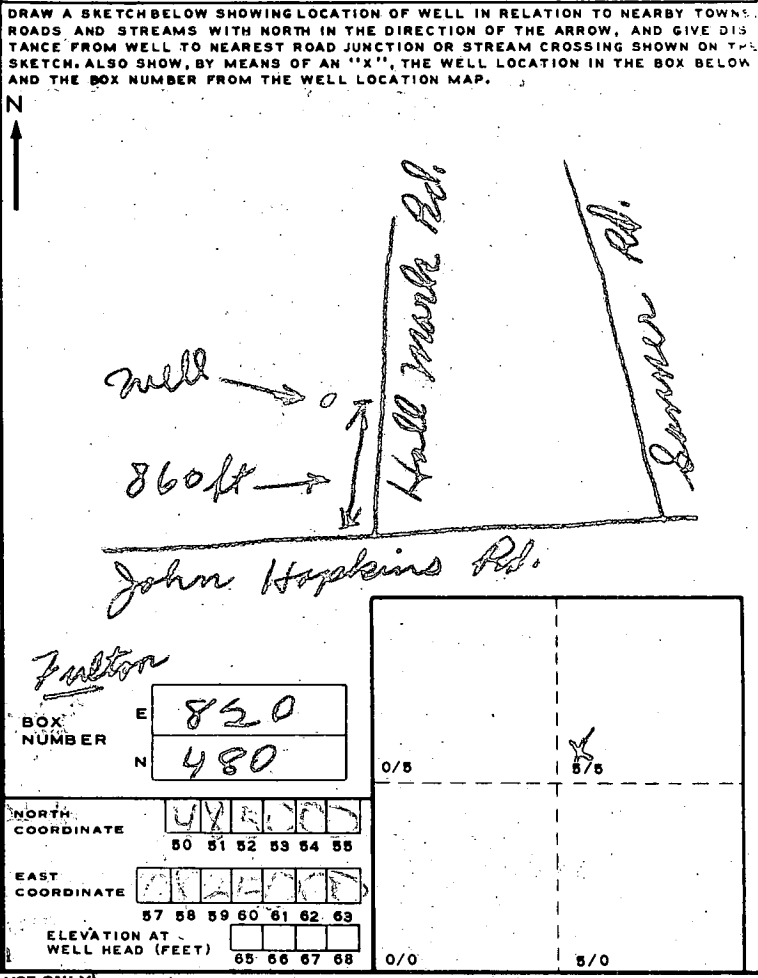 DRAW A SKETCH BELOW SHOWING LOCATION OF WELL IN RELATION TO NEARBY TOWNS,
ROADS AND STREAMS WITH NORTH IN THE DIRECTION OF THE ARROW, AND GIVE DIS
TANCE FROM WELL TO NEAREST ROAD JUNCTION OR STREAM CROSSING SHOWN ON THE
SKETCH. ALSO SHOW, BY MEANS OF AN "X", THE WELL LOCATION IN THE BOX BELOW
AND THE BOX NUMBER FROM THE WELL LOCATION MAP.
N
Hall Mark Rd.
Rd.
Well
860 ft
John Hopkins Rd.
Fulton
BOX
NUMBER
E 820
N 480
0/5
5/5
NORTH
COORDINATE
50 51 52 53 54 55
EAST
COORDINATE
57 58 59 60 61 62 63
ELEVATION AT
WELL HEAD (FEET)
65 66 67 68
0/0
5/0